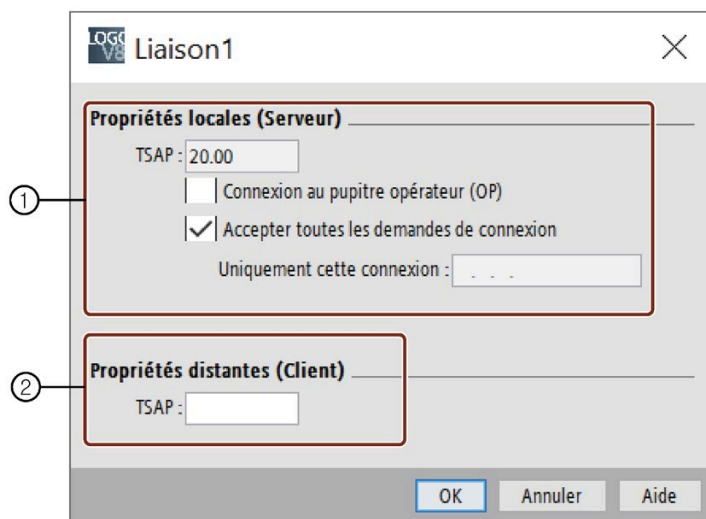 LOGO V8 Liaison1
Propriétés locales (Serveur)
TSAP : 20.00
Connexion au pupitre opérateur (OP)
① Accepter toutes les demandes de connexion
Uniquement cette connexion : . . .
Propriétés distantes (Client)
② TSAP :
OK Annuler Aide